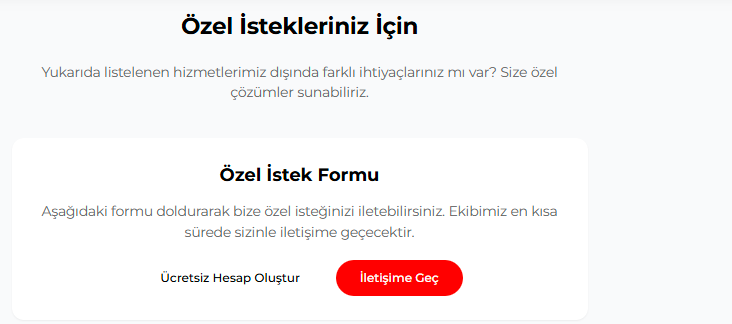 Özel İstekleriniz İçin
Yukarıda listelenen hizmetlerimiz dışında farklı ihtiyaçlarınız mı var? Size özel
çözümler sunabiliriz.
Özel İstek Formu
Aşağıdaki formu doldurarak bize özel isteğinizi iletebilirsiniz. Ekibimiz en kısa
sürede sizinle iletişime geçecektir.
Ücretsiz Hesap Oluştur
İletişime Geç